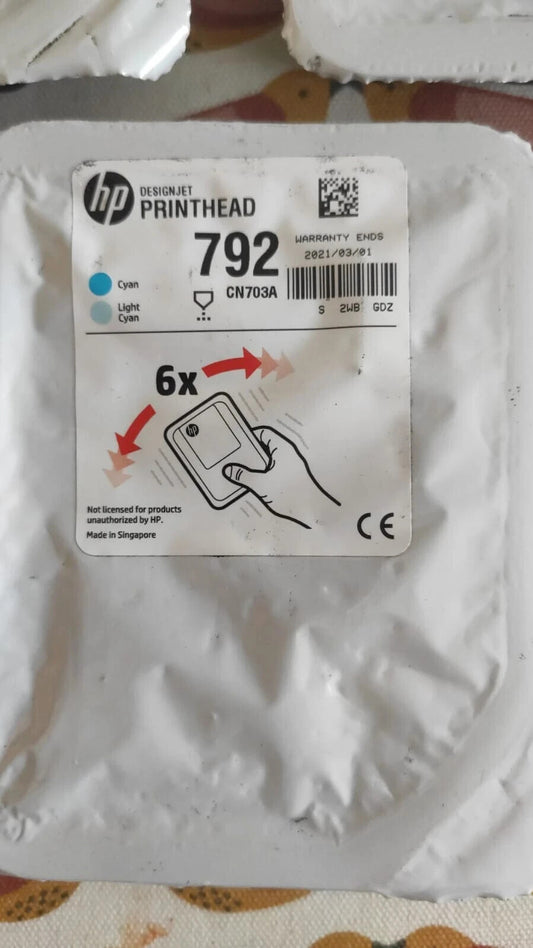 hp DESIGNJET
PRINTHEAD
792
CN703A
WARRANTY ENDS
2021/03/01
S 2WB GDZ
Cyan
Light
Cyan
6x
hp
Not licensed for products
unauthorized by HP.
Made in Singapore
CE